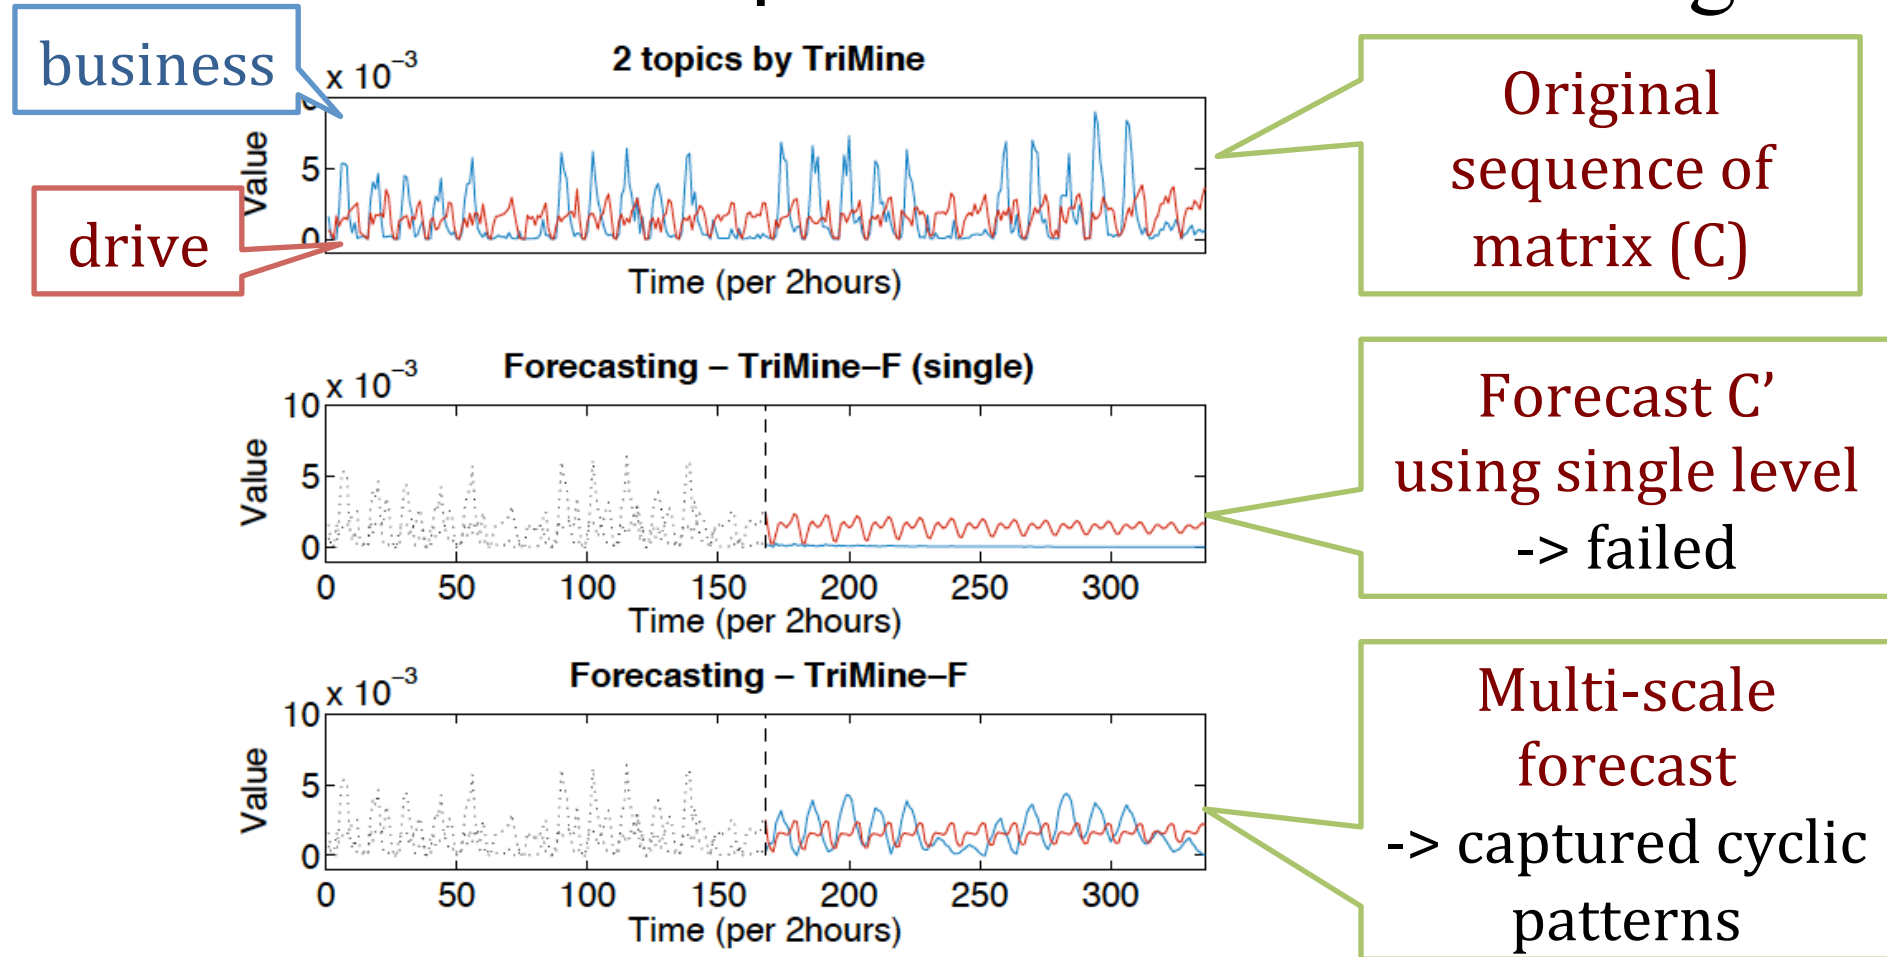 business
drive
2 topics by TriMine
x 10⁻³
Value
5
0
Time (per 2hours)
Original
sequence of
matrix (C)
Forecasting – TriMine–F (single)
x 10⁻³
Value
10
5
0
0 50 100 150 200 250 300
Time (per 2hours)
Forecast C’
using single level
-> failed
Forecasting – TriMine–F
x 10⁻³
Value
10
5
0
0 50 100 150 200 250 300
Time (per 2hours)
Multi-scale
forecast
-> captured cyclic
patterns